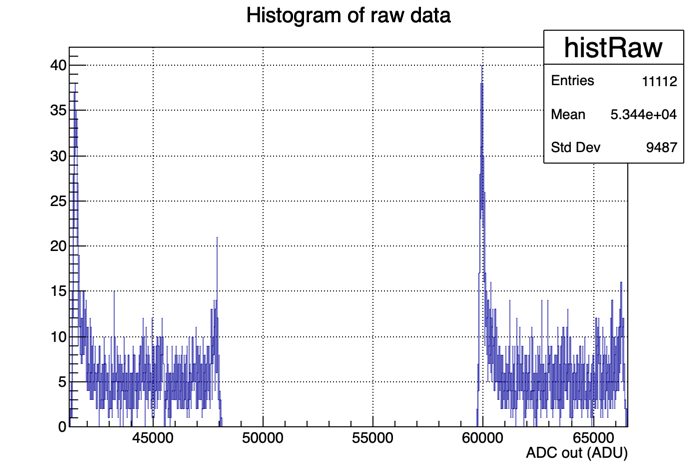 Histogram of raw data
histRaw
Entries 11112
Mean 5.344e+04
Std Dev 9487
40
35
30
25
20
15
10
5
0
45000 50000 55000 60000 65000
ADC out (ADU)